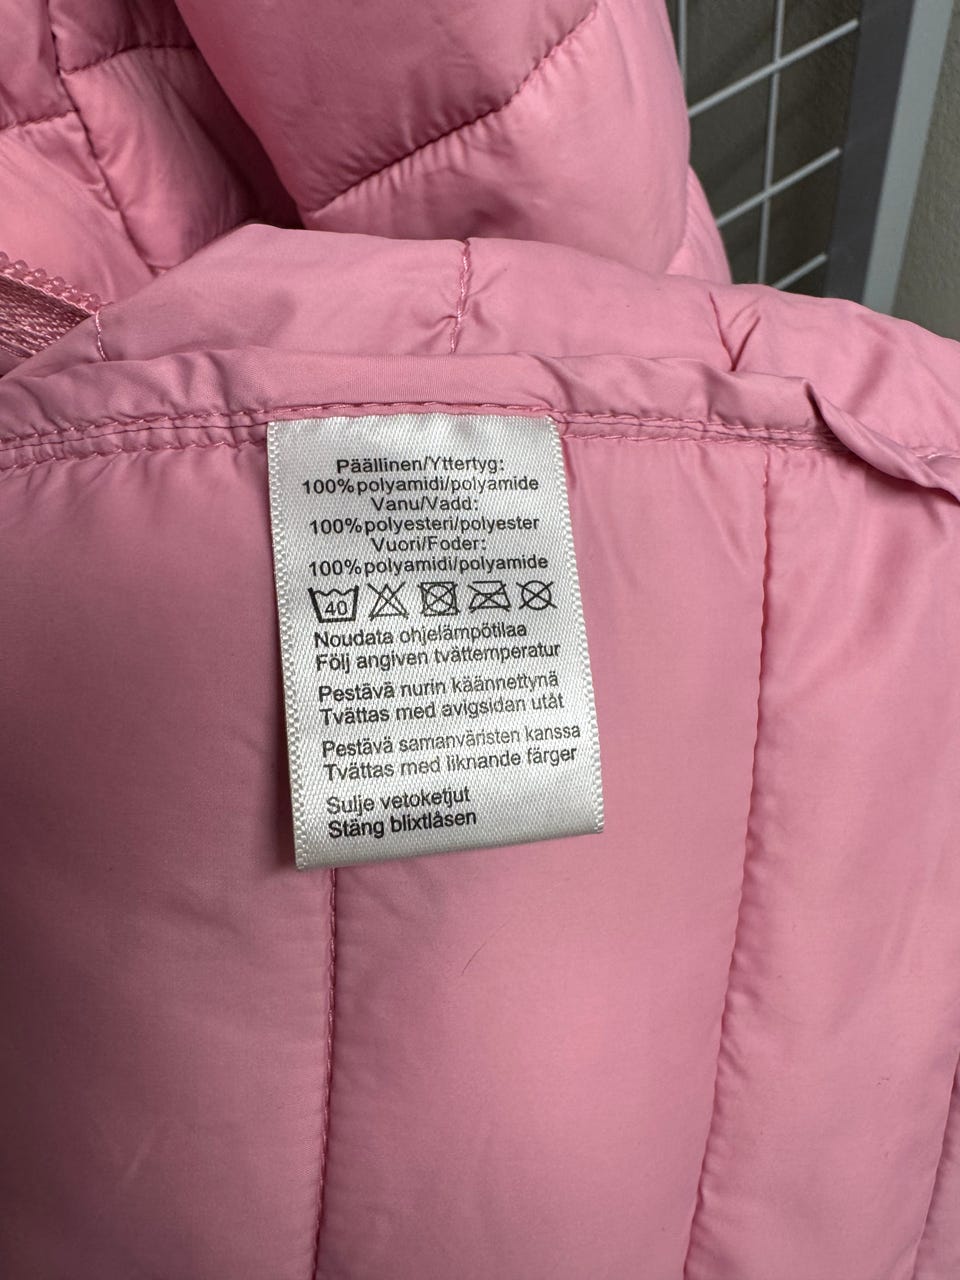 Päällinen/Yttertyg:
100%polyamidi/polyamide
Vanu/Vadd:
100%polyesteri/polyester
Vuori/Foder:
100%polyamidi/polyamide
40
Noudata ohjelämpötilaa
Följ angiven tvättemperatur
Pestävä nurin käännettynä
Tvättas med avigsidan utåt
Pestävä samanväristen kanssa
Tvättas med liknande färger
Sulje vetoketjut
Stäng blixtlåsen